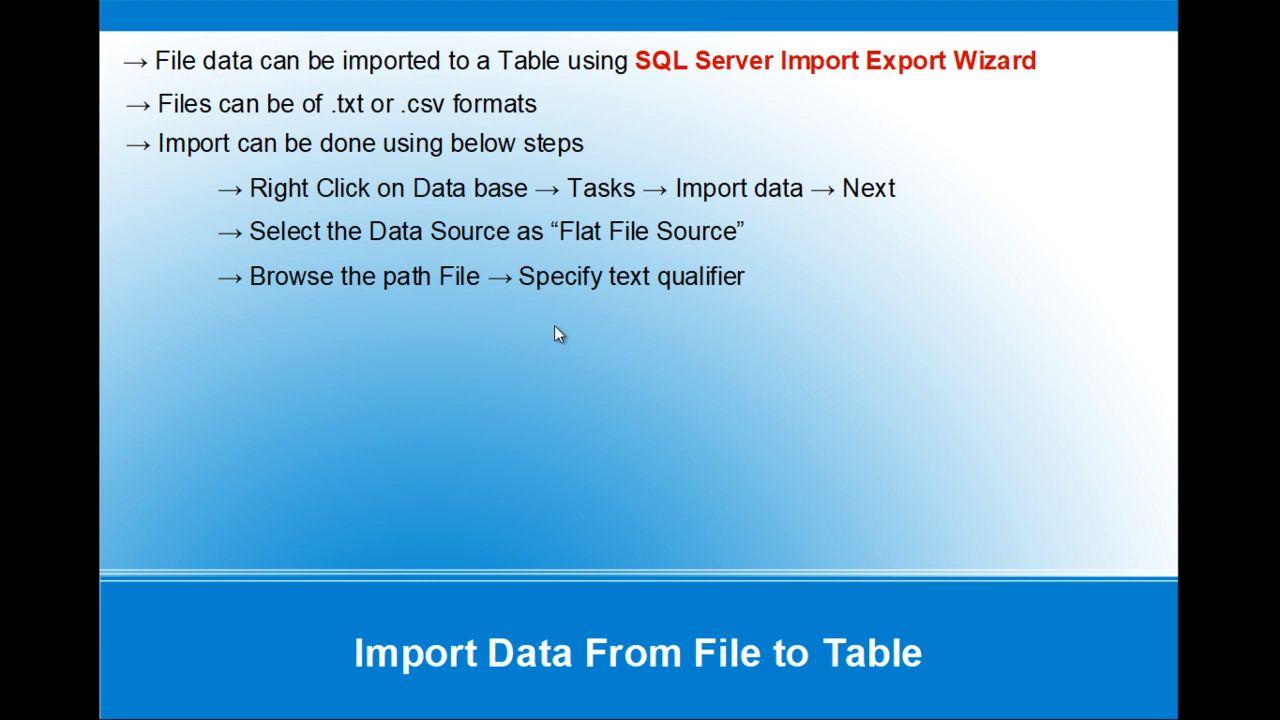 → File data can be imported to a Table using SQL Server Import Export Wizard
→ Files can be of .txt or .csv formats
→ Import can be done using below steps
→ Right Click on Data base → Tasks → Import data → Next
→ Select the Data Source as “Flat File Source”
→ Browse the path File → Specify text qualifier
Import Data From File to Table